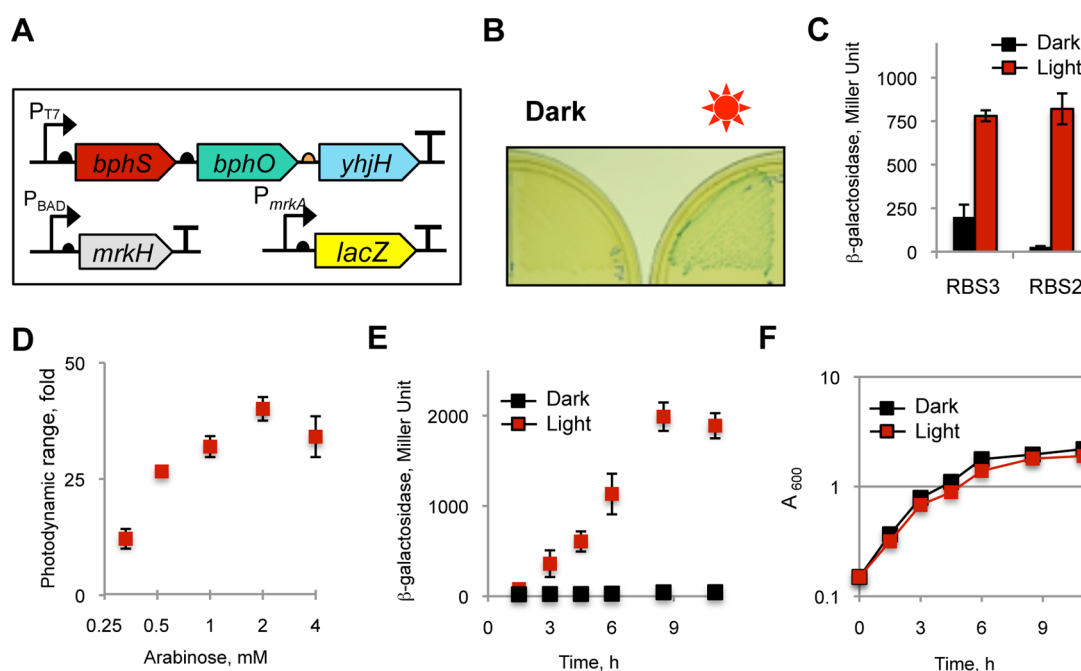 A
P_T7
bphS
bphO
yhjH
P_BAD
mrkH
P_mrkA
lacZ
B
Dark
C
β-galactosidase, Miller Unit
Dark
Light
1000
750
500
250
0
RBS3 RBS2
D
Photodynamic range, fold
50
25
0
0.25 0.5 1 2 4
Arabinose, mM
E
β-galactosidase, Miller Unit
Dark
Light
2000
1000
0
0 3 6 9
Time, h
F
A600
Dark
Light
10
1
0.1
0 3 6 9
Time, h